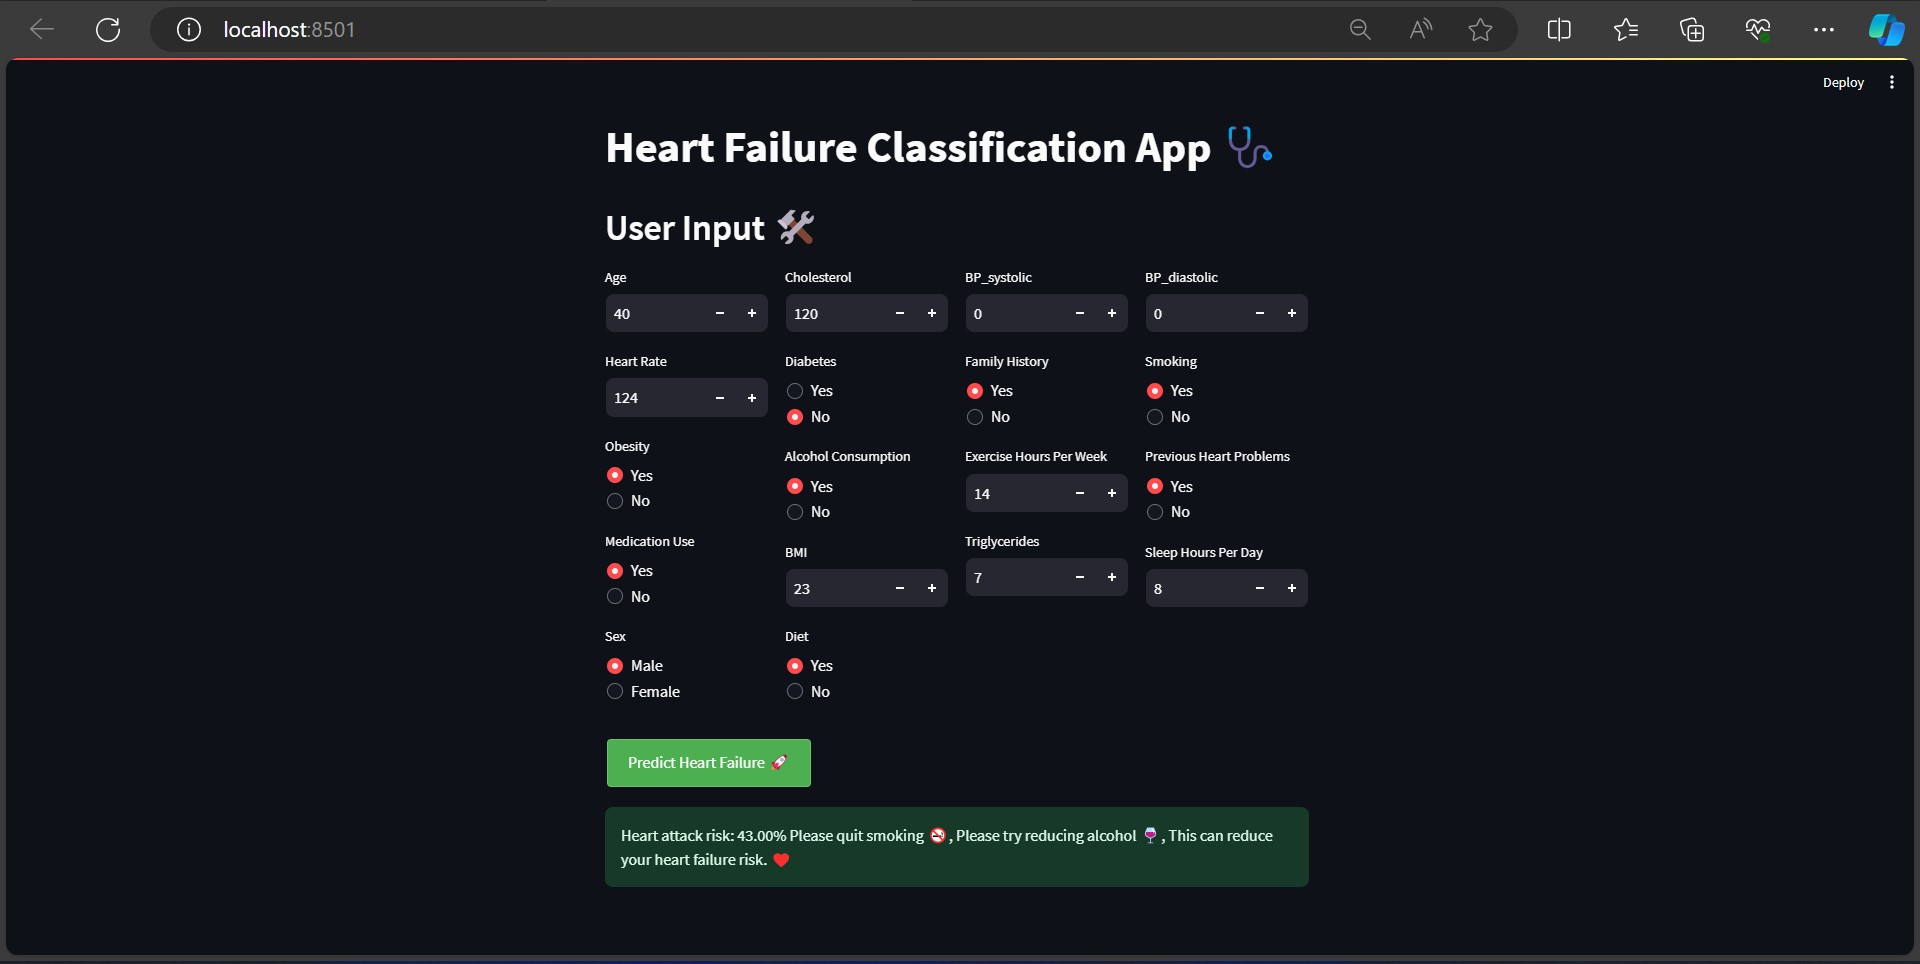 localhost:8501
Deploy
Heart Failure Classification App 🩺
User Input 🛠️
Age
Cholesterol
BP_systolic
BP_diastolic
40 − +
120 − +
0 − +
0 − +
Heart Rate
Diabetes
Family History
Smoking
124 − +
Yes
No
Yes
No
Yes
No
Obesity
Yes
No
Alcohol Consumption
Yes
No
Exercise Hours Per Week
14 − +
Previous Heart Problems
Yes
No
Medication Use
Yes
No
BMI
23 − +
Triglycerides
7 − +
Sleep Hours Per Day
8 − +
Sex
Male
Female
Diet
Yes
No
Predict Heart Failure 🚀
Heart attack risk: 43.00% Please quit smoking 🚭, Please try reducing alcohol 🍷, This can reduce
your heart failure risk. ❤️